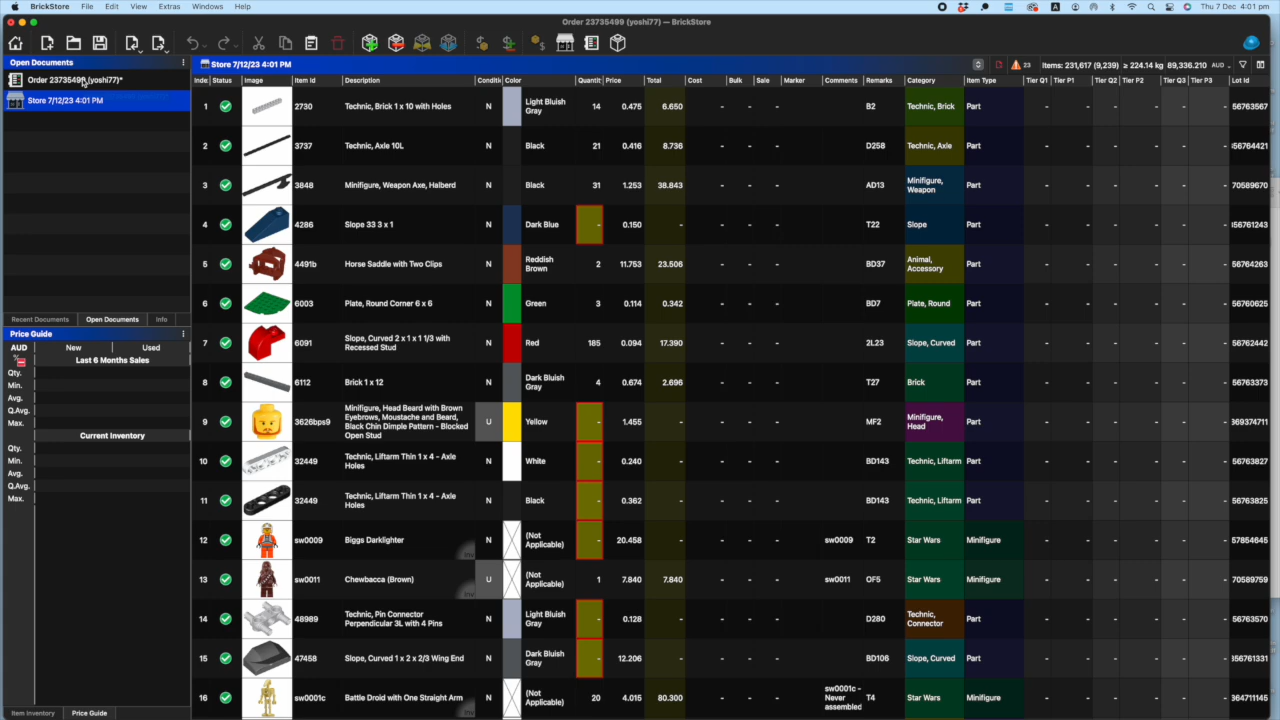 BrickStore File Edit View Extras Windows Help
Thu 7 Dec 4:01 pm
Order 23735499 (yoshi77) — BrickStore
Open Documents
Order 23735499 (yoshi77)*
Store 7/12/23 4:01 PM
Recent Documents Open Documents Info
Price Guide
AUD New Used
Last 6 Months Sales
Qty.
Min.
Avg.
Q.Avg.
Max.
Current Inventory
Qty.
Min.
Avg.
Q.Avg.
Max.
Item Inventory Price Guide
Store 7/12/23 4:01 PM
23 Items: 231,617 (9,239) ≥ 224.14 kg 89,336.210 AUD
Index Status Image Item Id Description Conditi Color Quantit Price Total Cost Bulk Sale Marker Comments Remarks Category Item Type Tier Q1 Tier P1 Tier Q2 Tier P2 Tier Q3 Tier P3 Lot Id
1 2730 Technic, Brick 1 x 10 with Holes N Light Bluish Gray 14 0.475 6.650 - - - B2 Technic, Brick Part - - - - - - 56763567
2 3737 Technic, Axle 10L N Black 21 0.416 8.736 - - - D258 Technic, Axle Part - - - - - - 56764421
3 3848 Minifigure, Weapon Axe, Halberd N Black 31 1.253 38.843 - - - AD13 Minifigure, Weapon Part - - - - - - 70589670
4 4286 Slope 33 3 x 1 N Dark Blue - 0.150 - - - - T22 Slope Part - - - - - - 56761243
5 4491b Horse Saddle with Two Clips N Reddish Brown 2 11.753 23.506 - - - BD37 Animal, Accessory Part - - - - - - 56764263
6 6003 Plate, Round Corner 6 x 6 N Green 3 0.114 0.342 - - - BD7 Plate, Round Part - - - - - - 56760625
7 6091 Slope, Curved 2 x 1 x 1 1/3 with Recessed Stud N Red 185 0.094 17.390 - - - 2L23 Slope, Curved Part - - - - - - 56762442
8 6112 Brick 1 x 12 N Dark Bluish Gray 4 0.674 2.696 - - - T27 Brick Part - - - - - - 56763373
9 3626bps9 Minifigure, Head Beard with Brown Eyebrows, Moustache and Beard, Black Chin Dimple Pattern - Blocked Open Stud U Yellow - 1.455 - - - - MP2 Minifigure, Head Part - - - - - - 369374711
10 32449 Technic, Liftarm Thin 1 x 4 - Axle Holes N White - 0.240 - - - - BD143 Technic, Liftarm Part - - - - - - 56763827
11 32449 Technic, Liftarm Thin 1 x 4 - Axle Holes N Black - 0.362 - - - - BD143 Technic, Liftarm Part - - - - - - 56763825
12 sw0009 Biggs Darklighter Inv N (Not Applicable) - 20.458 - - - - sw0009 T2 Star Wars Minifigure - - - - - - 57854645
13 sw0011 Chewbacca (Brown) Inv U (Not Applicable) 1 7.840 7.840 - - - sw0011 OF5 Star Wars Minifigure - - - - - - 70989759
14 48989 Technic, Pin Connector Perpendicular 3L with 4 Pins N Light Bluish Gray - 0.128 - - - - D280 Technic, Connector Part - - - - - - 56763570
15 47458 Slope, Curved 1 x 2 x 2/3 Wing End N Dark Bluish Gray - 12.206 - - - - BD106 Slope, Curved Part - - - - - - 56761331
16 sw0001c Battle Droid with One Straight Arm Inv N (Not Applicable) 20 4.015 80.300 - - - sw0001c - Never assembled T4 Star Wars Minifigure - - - - - - 364711145